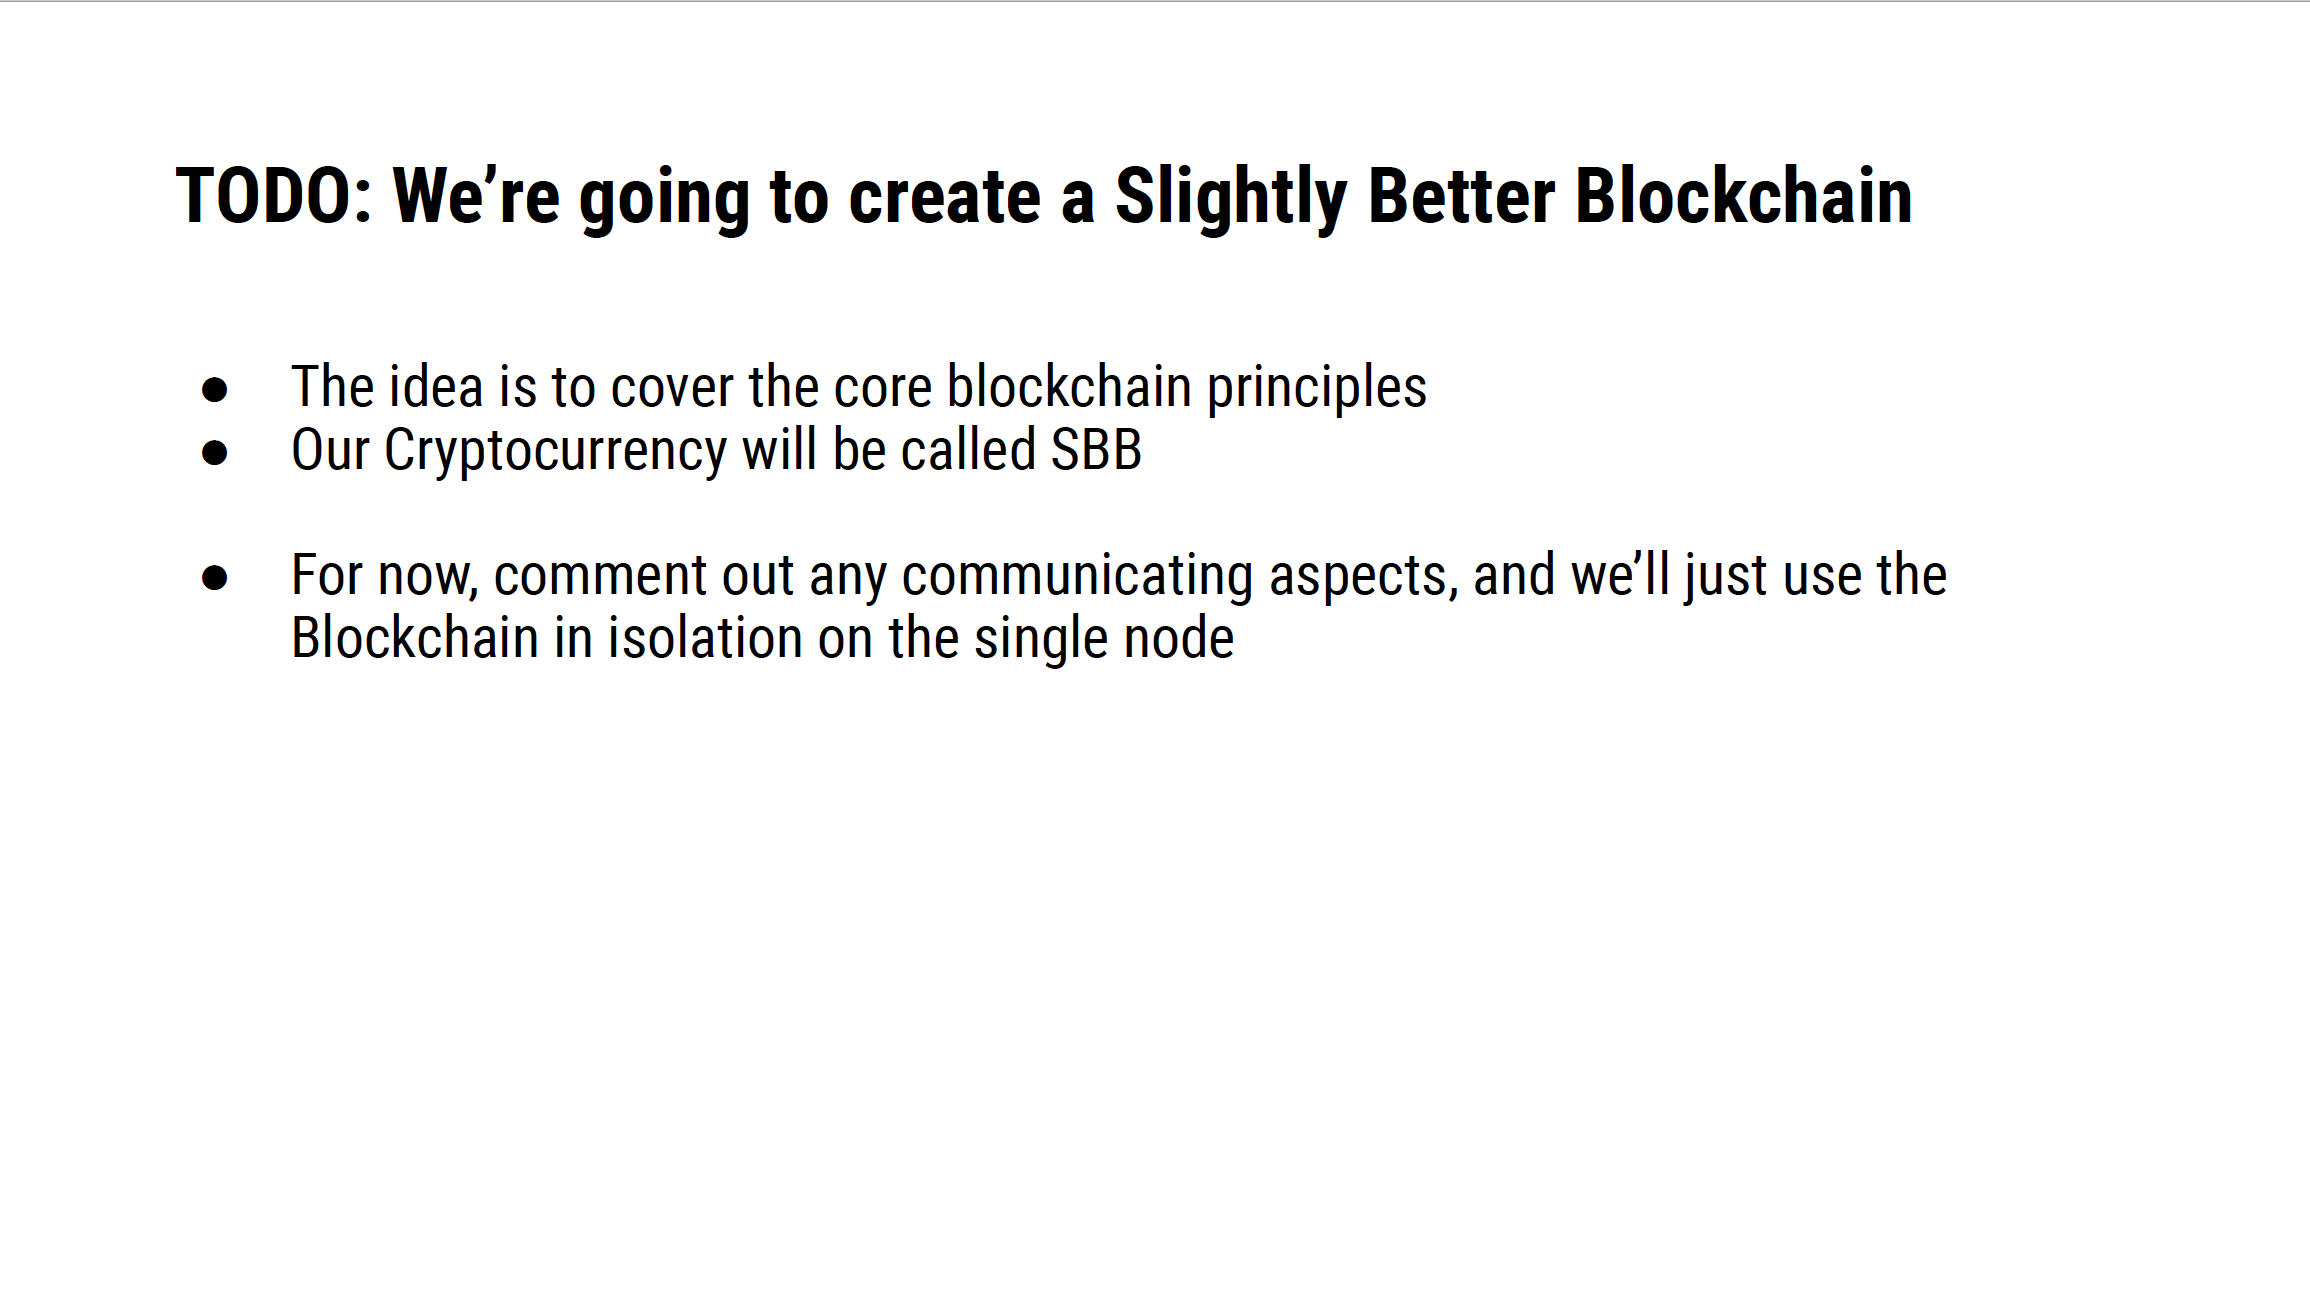 TODO: We’re going to create a Slightly Better Blockchain
● The idea is to cover the core blockchain principles
● Our Cryptocurrency will be called SBB
● For now, comment out any communicating aspects, and we’ll just use the
Blockchain in isolation on the single node